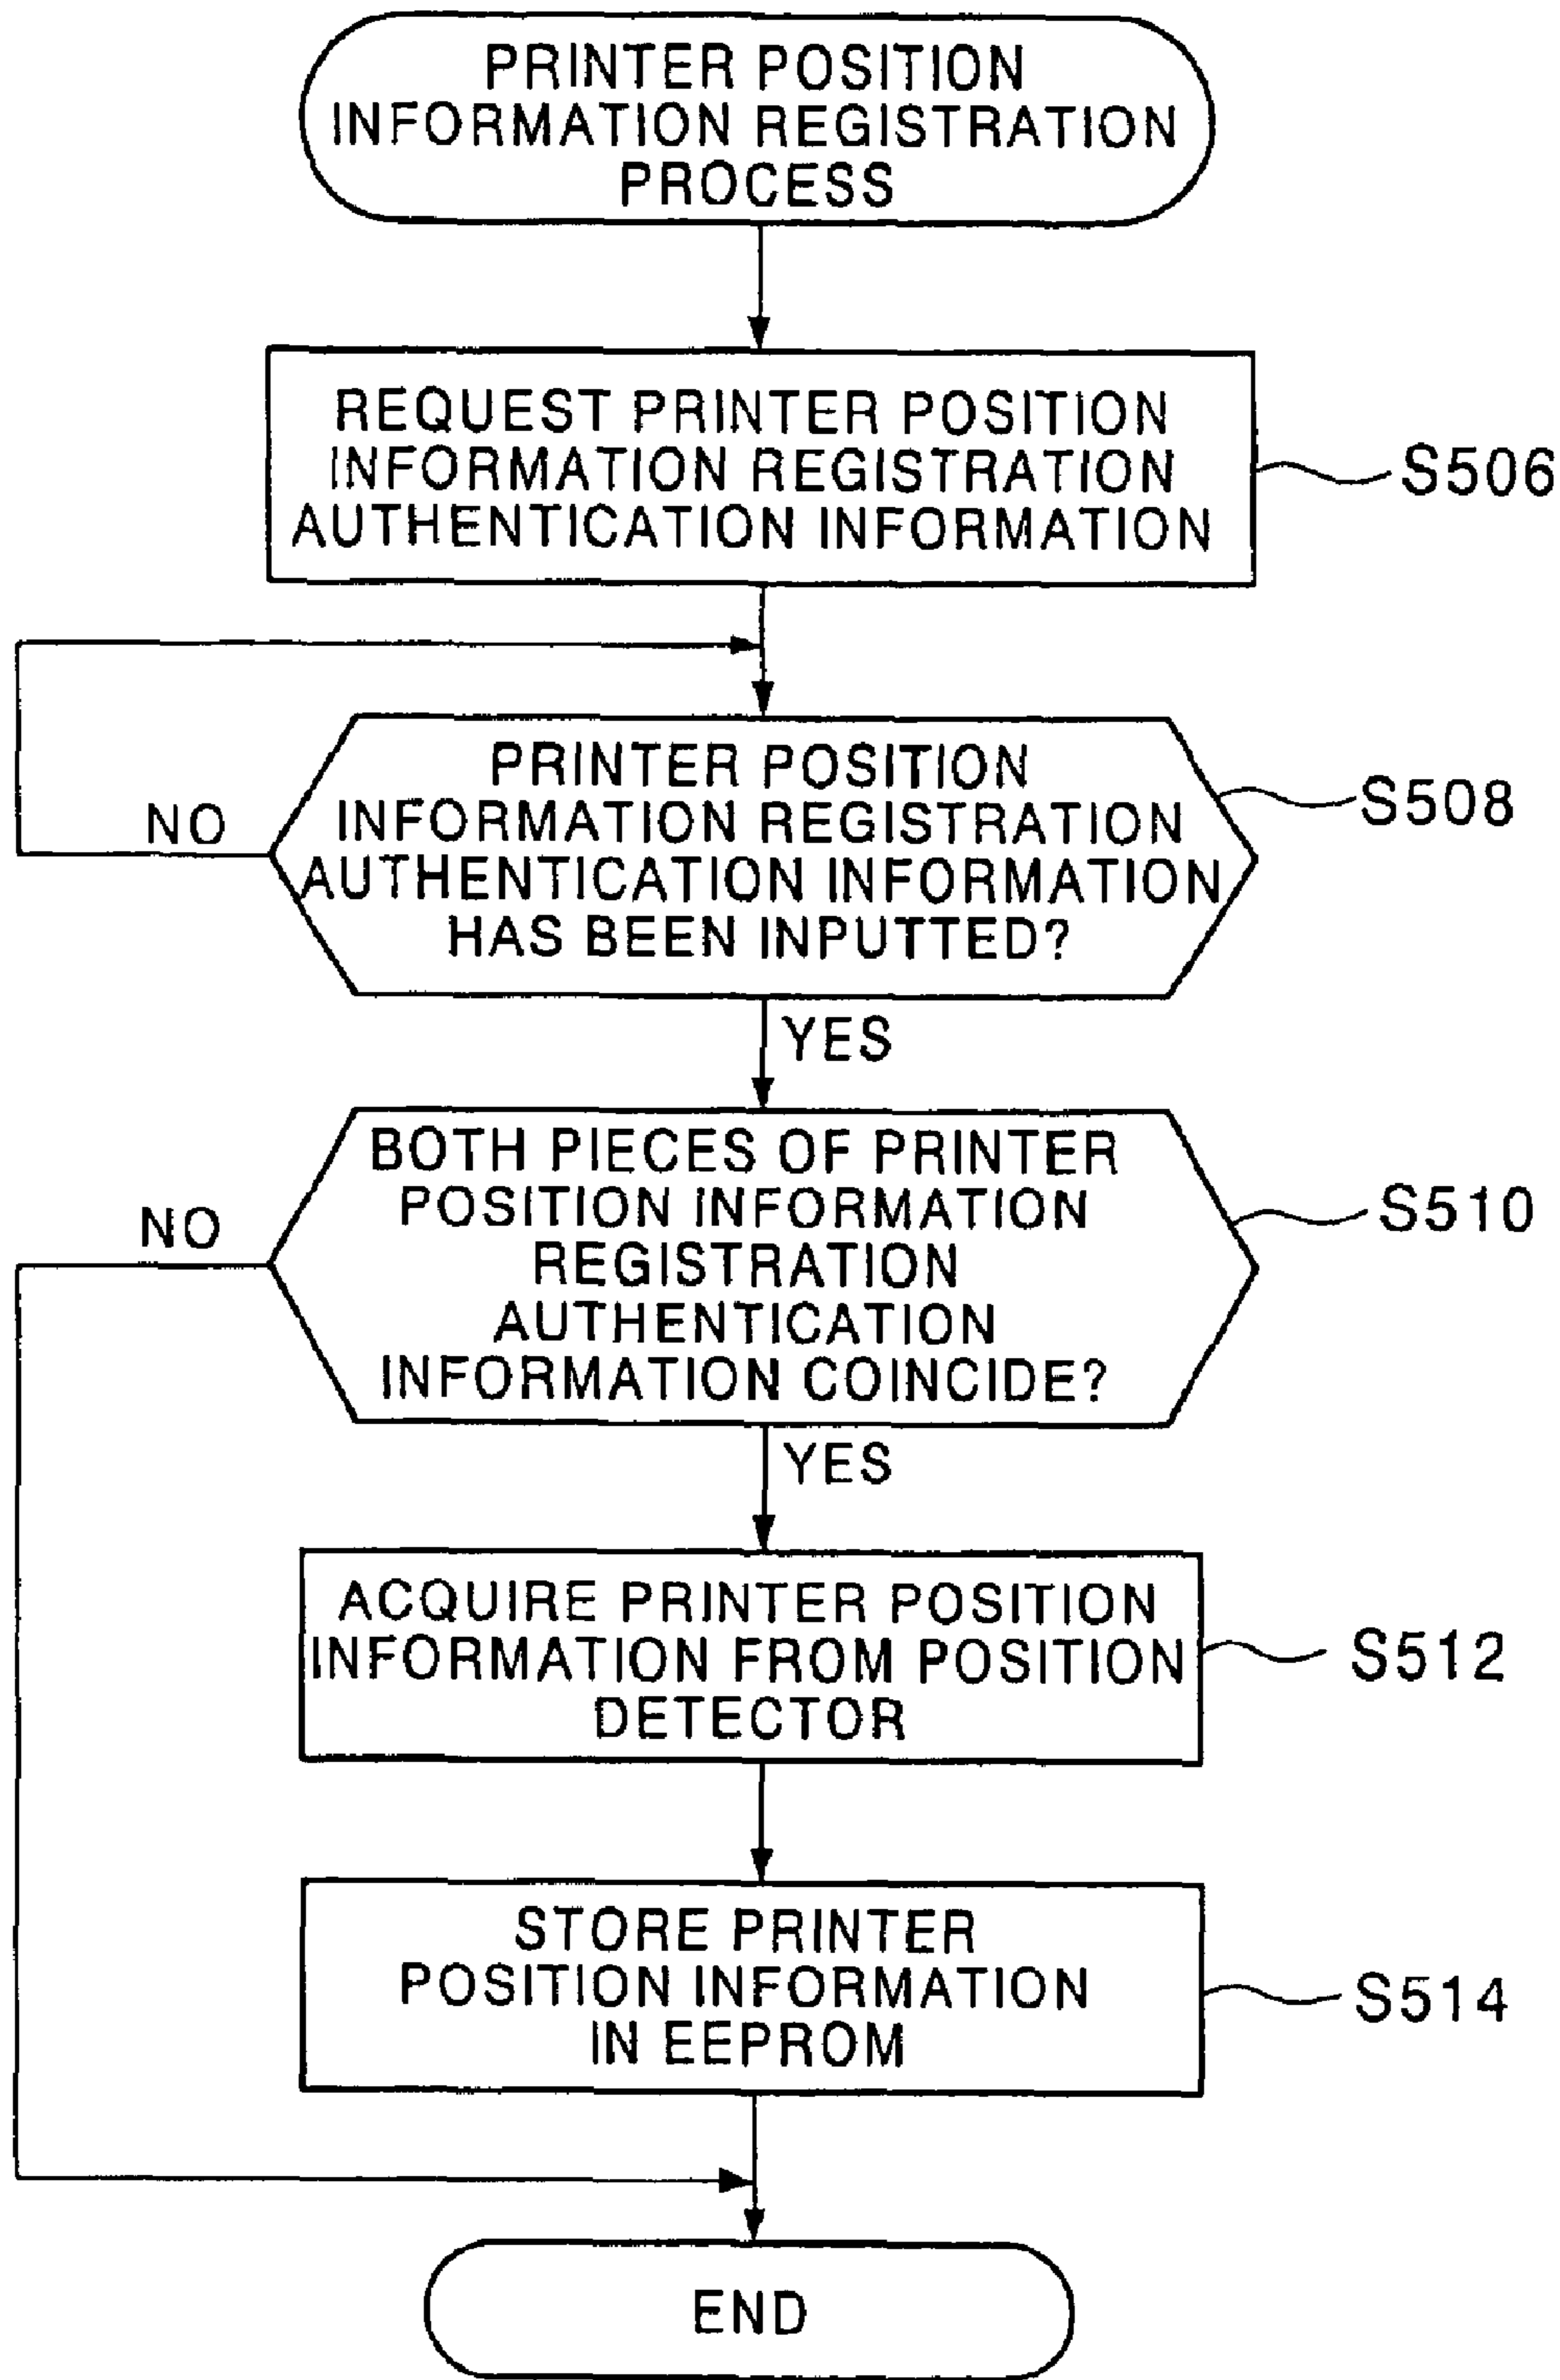 PRINTER POSITION
INFORMATION REGISTRATION
PROCESS
REQUEST PRINTER POSITION
INFORMATION REGISTRATION
AUTHENTICATION INFORMATION
S506
PRINTER POSITION
INFORMATION REGISTRATION
AUTHENTICATION INFORMATION
HAS BEEN INPUTTED?
S508
NO
YES
BOTH PIECES OF PRINTER
POSITION INFORMATION
REGISTRATION
AUTHENTICATION
INFORMATION COINCIDE?
S510
NO
YES
ACQUIRE PRINTER POSITION
INFORMATION FROM POSITION
DETECTOR
S512
STORE PRINTER
POSITION INFORMATION
IN EEPROM
S514
END